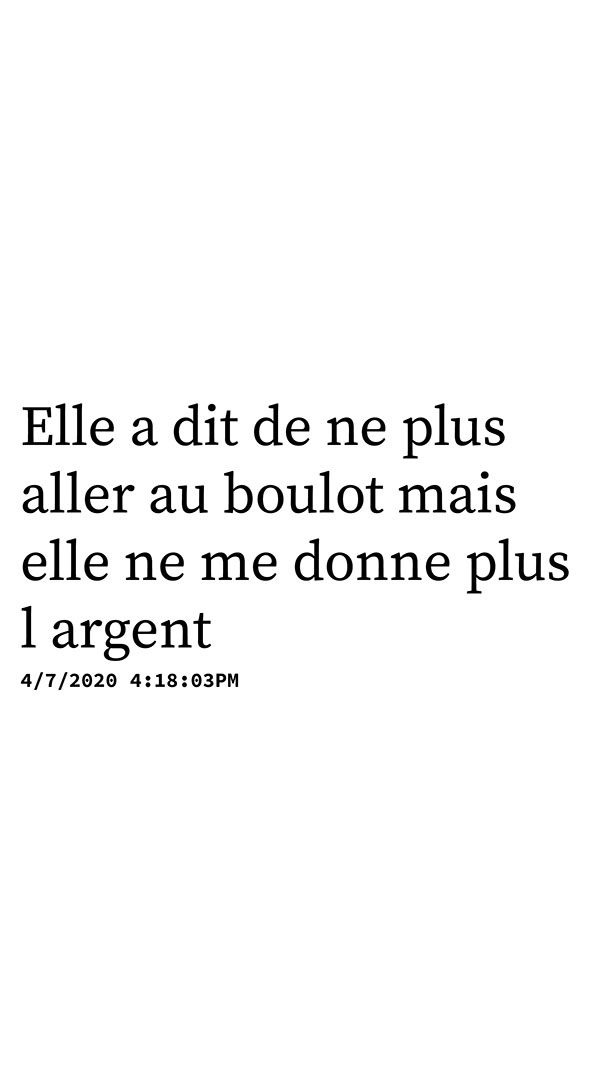 Elle a dit de ne plus
aller au boulot mais
elle ne me donne plus
l argent
4/7/2020 4:18:03PM